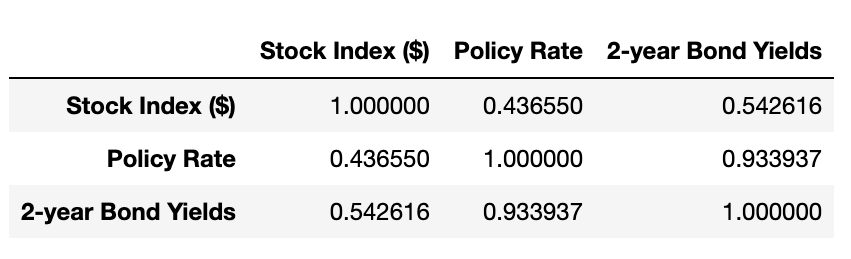 Stock Index ($) Policy Rate 2-year Bond Yields
Stock Index ($) 1.000000 0.436550 0.542616
Policy Rate 0.436550 1.000000 0.933937
2-year Bond Yields 0.542616 0.933937 1.000000